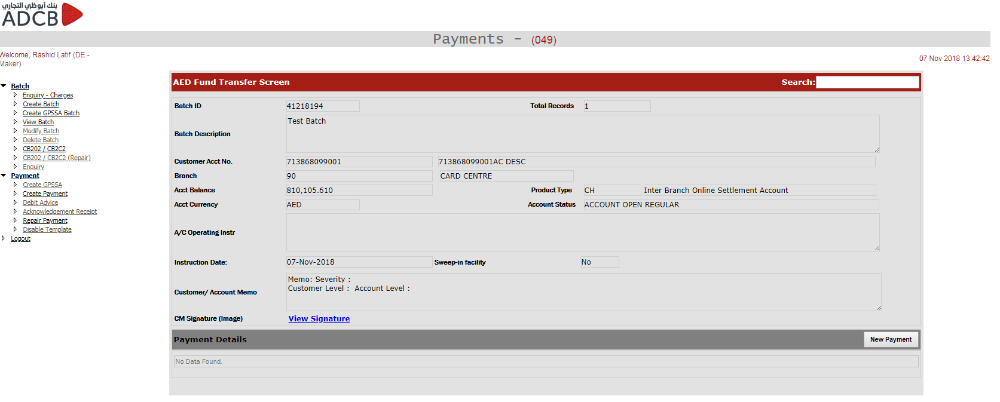 بنك أبوظبي التجاري
ADCB
Payments - (049)
Welcome, Rashid Latif (DE -
Maker)
07 Nov 2018 13:42:42
Batch
Enquiry - Charges
Create Batch
Create GPSSA Batch
View Batch
Modify Batch
Delete Batch
CB202 / CB2C2
CB202 / CB2C2 (Repair)
Enquiry
Payment
Create GPSSA
Create Payment
Debit Advice
Acknowledgement Receipt
Repair Payment
Disable Template
Logout
AED Fund Transfer Screen Search:
Batch ID 41218194 Total Records 1
Batch Description Test Batch
Customer Acct No. 713868099001 713868099001AC DESC
Branch 90 CARD CENTRE
Acct Balance 810,105.610 Product Type CH Inter Branch Online Settlement Account
Acct Currency AED Account Status ACCOUNT OPEN REGULAR
A/C Operating Instr
Instruction Date: 07-Nov-2018 Sweep-in facility No
Customer/ Account Memo Memo: Severity :
Customer Level : Account Level :
CM Signature (Image) View Signature
Payment Details New Payment
No Data Found.